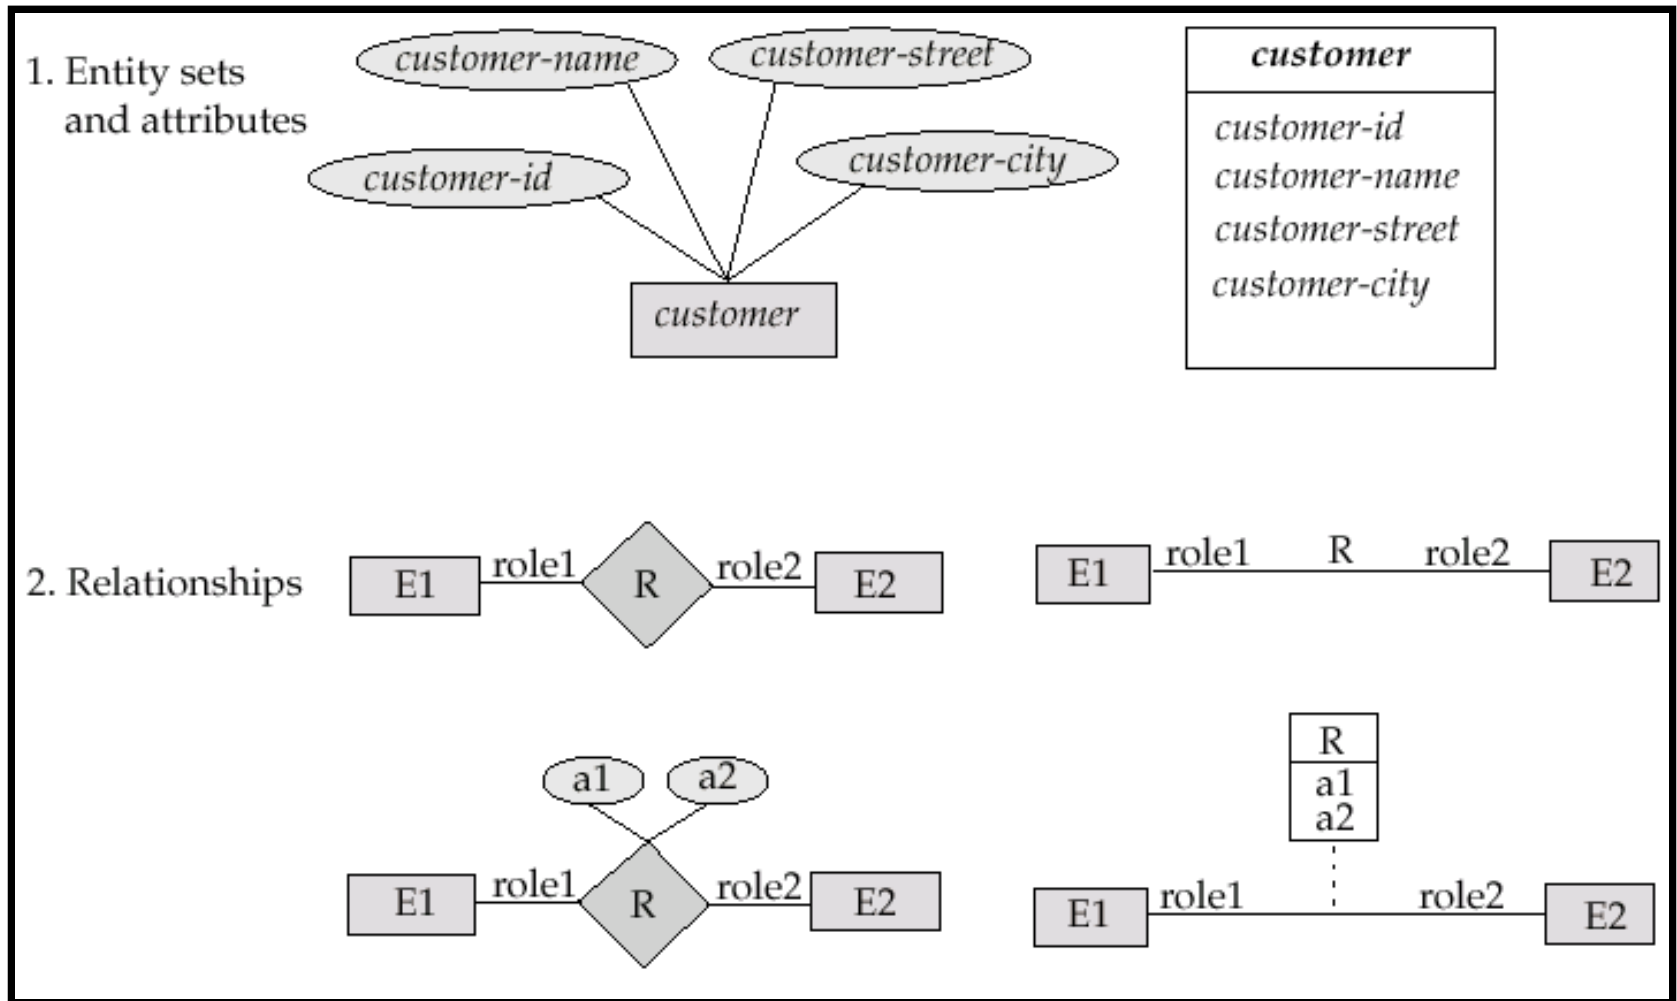 1. Entity sets
and attributes
customer-name
customer-street
customer-id
customer-city
customer
customer
customer-id
customer-name
customer-street
customer-city
2. Relationships
E1 role1 R role2 E2
E1 role1 R role2 E2
a1 a2
E1 role1 R role2 E2
R
a1
a2
E1 role1 role2 E2